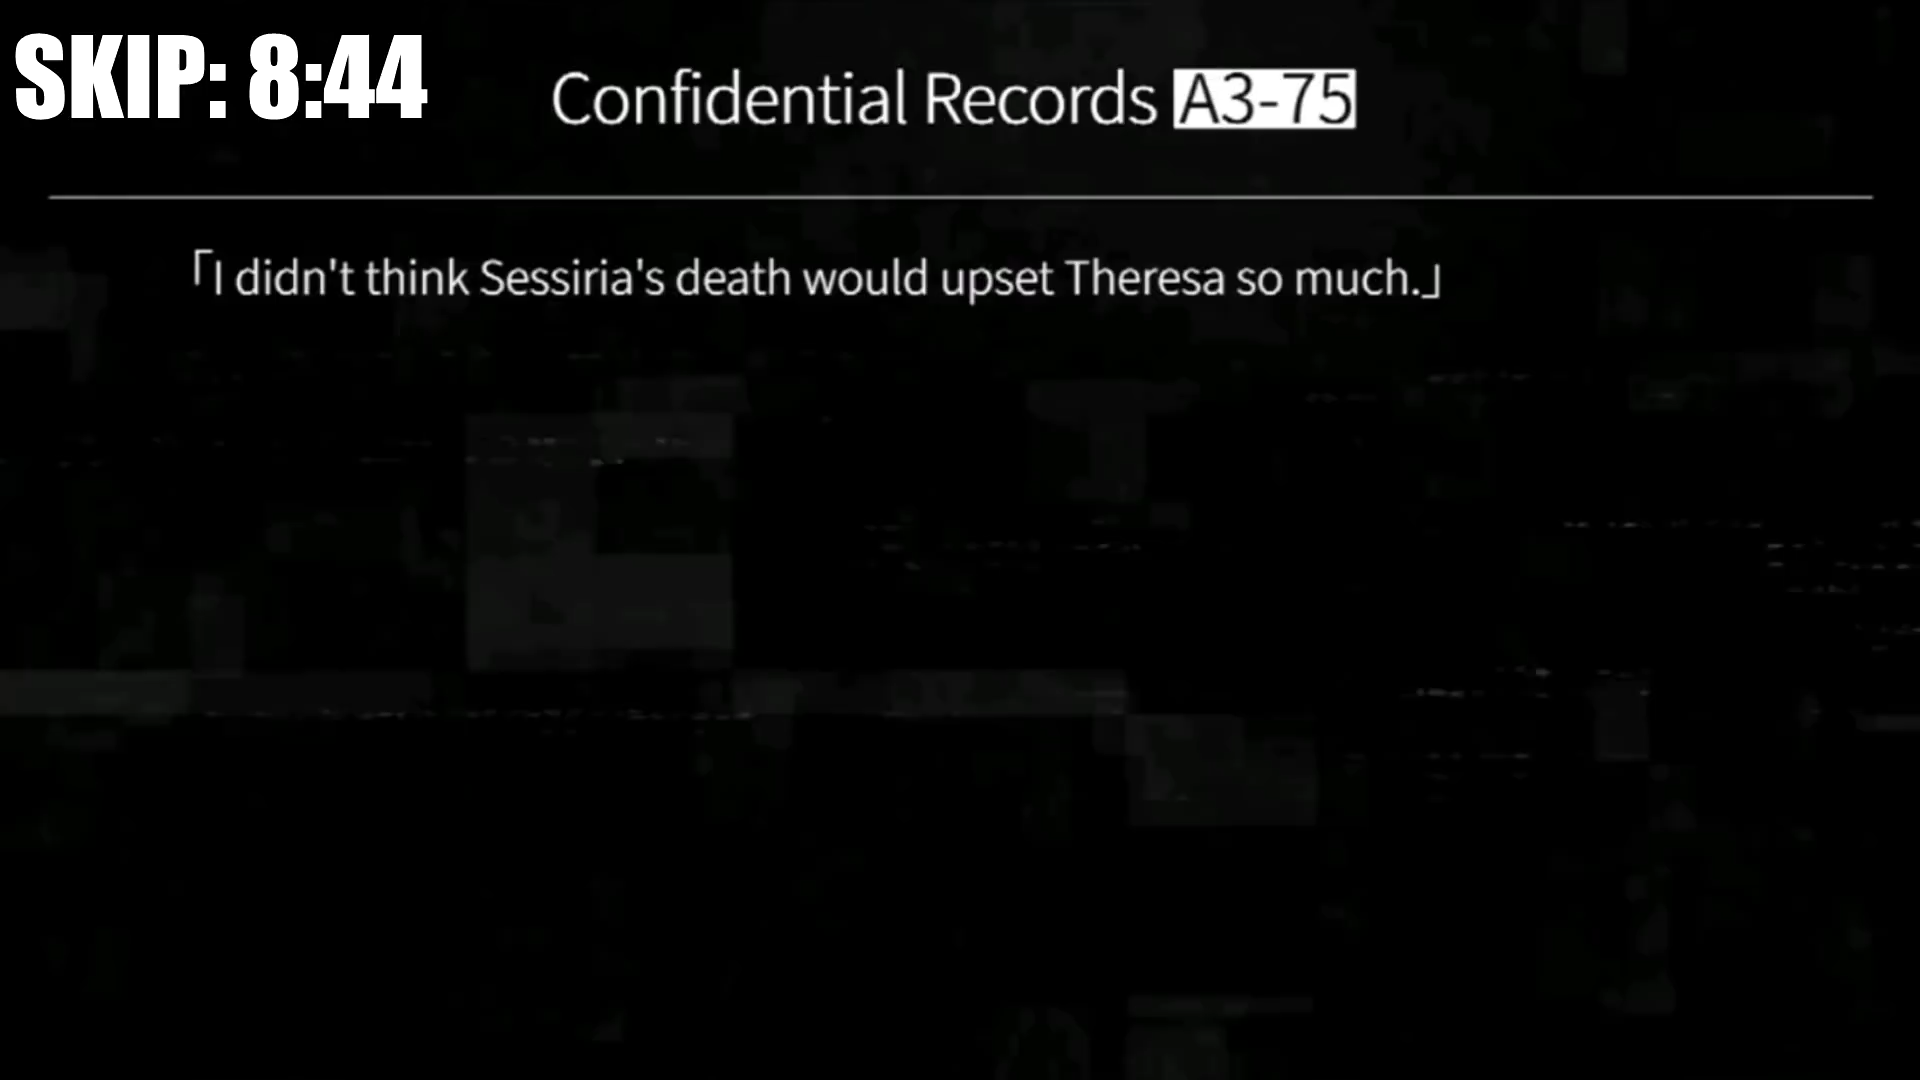 SKIP: 8:44
Confidential Records A3-75
「I didn't think Sessiria's death would upset Theresa so much.」